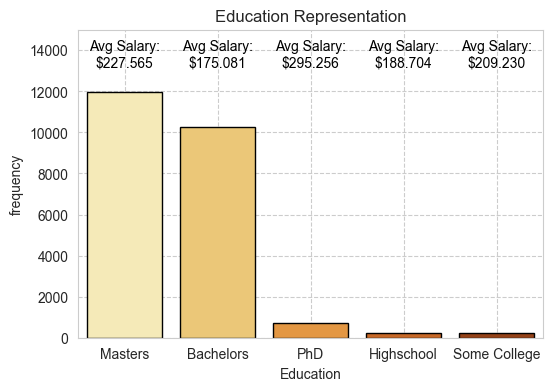 Education Representation
14000
12000
10000
8000
6000
4000
2000
0
frequency
Avg Salary:
$227.565
Avg Salary:
$175.081
Avg Salary:
$295.256
Avg Salary:
$188.704
Avg Salary:
$209.230
Masters
Bachelors
PhD
Highschool
Some College
Education